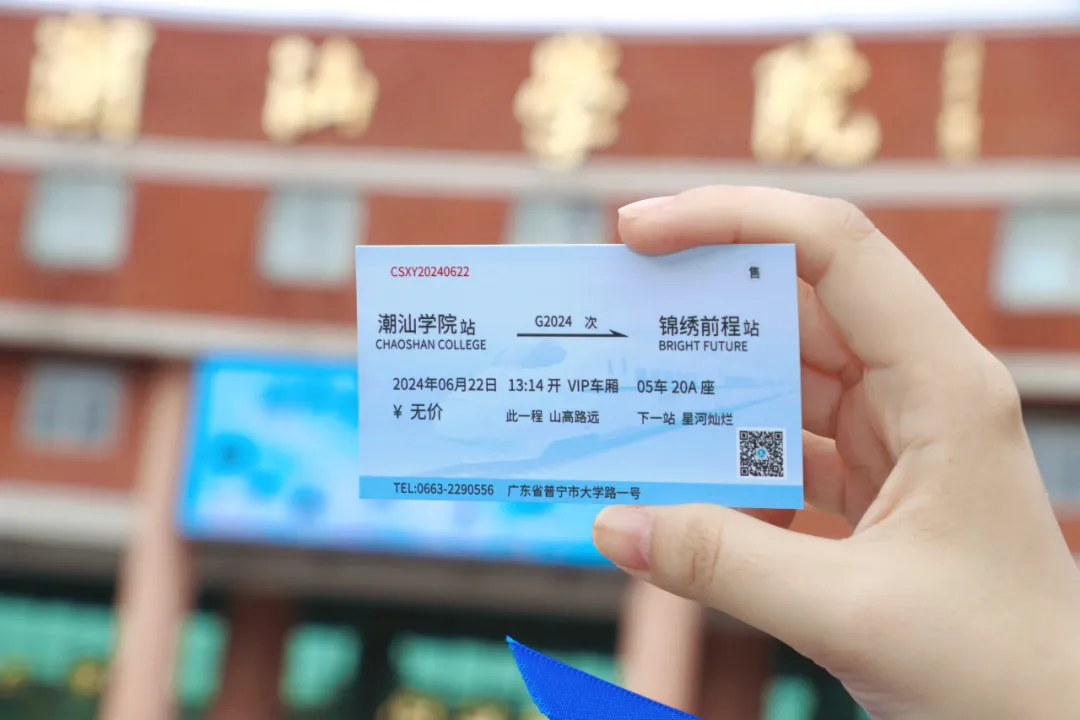 潮汕学院
CSXY20240622 售
潮汕学院站 G2024 次 锦绣前程站
CHAOSHAN COLLEGE BRIGHT FUTURE
2024年06月22日 13:14开 VIP车厢 05车 20A座
￥ 无价 此一程 山高路远 下一站 星河灿烂
TEL:0663-2290556 广东省普宁市大学路一号